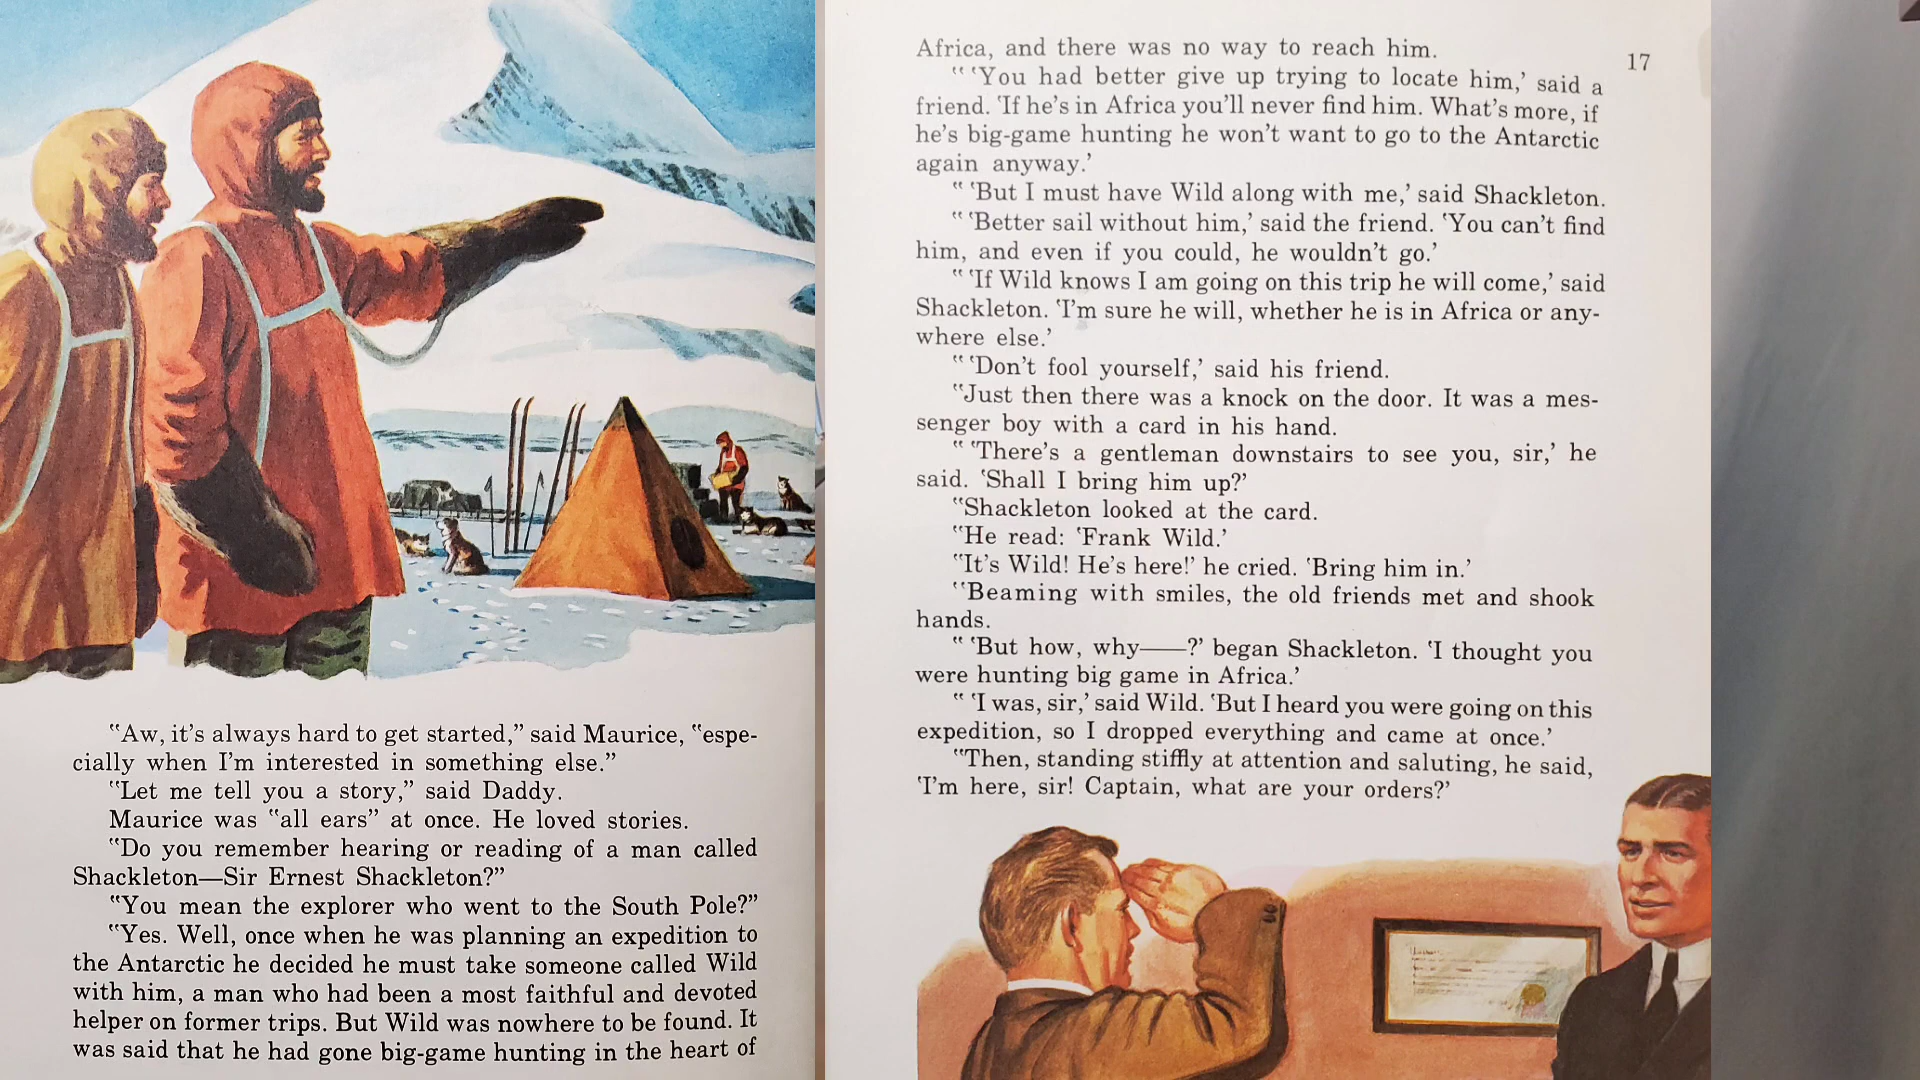 "Aw, it's always hard to get started," said Maurice, "espe-
cially when I'm interested in something else."
"Let me tell you a story," said Daddy.
Maurice was "all ears" at once. He loved stories.
"Do you remember hearing or reading of a man called
Shackleton—Sir Ernest Shackleton?"
"You mean the explorer who went to the South Pole?"
"Yes. Well, once when he was planning an expedition to
the Antarctic he decided he must take someone called Wild
with him, a man who had been a most faithful and devoted
helper on former trips. But Wild was nowhere to be found. It
was said that he had gone big-game hunting in the heart of
17
Africa, and there was no way to reach him.
" 'You had better give up trying to locate him,' said a
friend. 'If he's in Africa you'll never find him. What's more, if
he's big-game hunting he won't want to go to the Antarctic
again anyway.'
" 'But I must have Wild along with me,' said Shackleton.
" 'Better sail without him,' said the friend. 'You can't find
him, and even if you could, he wouldn't go.'
" 'If Wild knows I am going on this trip he will come,' said
Shackleton. 'I'm sure he will, whether he is in Africa or any-
where else.'
" 'Don't fool yourself,' said his friend.
"Just then there was a knock on the door. It was a mes-
senger boy with a card in his hand.
" 'There's a gentleman downstairs to see you, sir,' he
said. 'Shall I bring him up?'
"Shackleton looked at the card.
"He read: 'Frank Wild.'
"It's Wild! He's here!' he cried. 'Bring him in.'
"Beaming with smiles, the old friends met and shook
hands.
" 'But how, why——?' began Shackleton. 'I thought you
were hunting big game in Africa.'
" 'I was, sir,' said Wild. 'But I heard you were going on this
expedition, so I dropped everything and came at once.'
"Then, standing stiffly at attention and saluting, he said,
'I'm here, sir! Captain, what are your orders?'